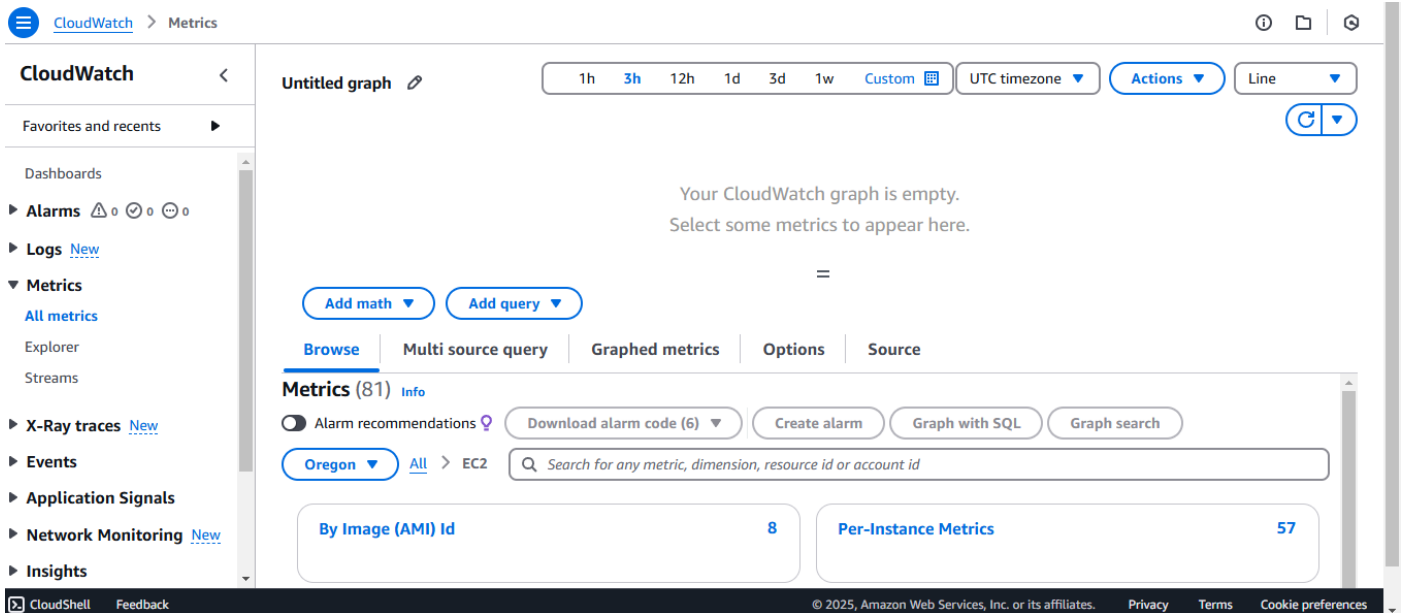 CloudWatch > Metrics
CloudWatch
Favorites and recents
Dashboards
Alarms 0 0 0
Logs New
Metrics
All metrics
Explorer
Streams
X-Ray traces New
Events
Application Signals
Network Monitoring New
Insights
Untitled graph
1h 3h 12h 1d 3d 1w Custom
UTC timezone
Actions
Line
Your CloudWatch graph is empty.
Select some metrics to appear here.
Add math
Add query
Browse
Multi source query
Graphed metrics
Options
Source
Metrics (81) Info
Alarm recommendations
Download alarm code (6)
Create alarm
Graph with SQL
Graph search
Oregon
All > EC2
Search for any metric, dimension, resource id or account id
By Image (AMI) Id 8
Per-Instance Metrics 57
CloudShell Feedback © 2025, Amazon Web Services, Inc. or its affiliates. Privacy Terms Cookie preferences